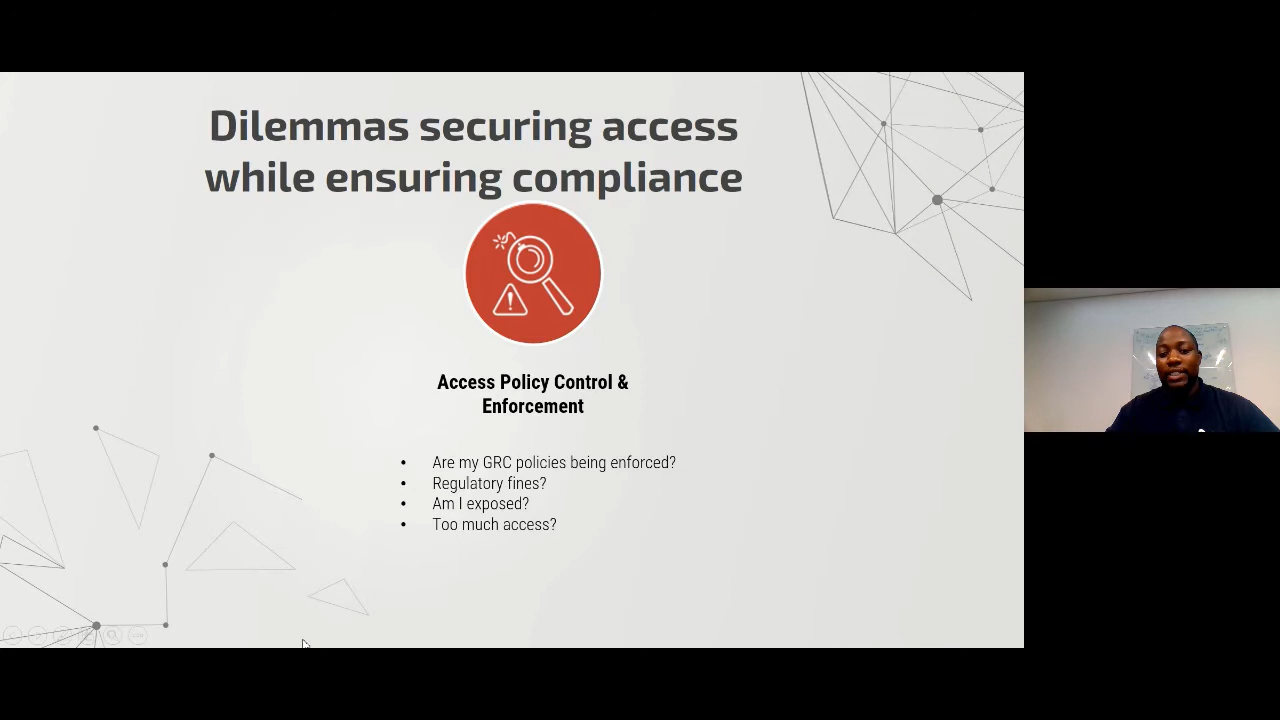 Dilemmas securing access
while ensuring compliance
Access Policy Control &
Enforcement
• Are my GRC policies being enforced?
• Regulatory fines?
• Am I exposed?
• Too much access?